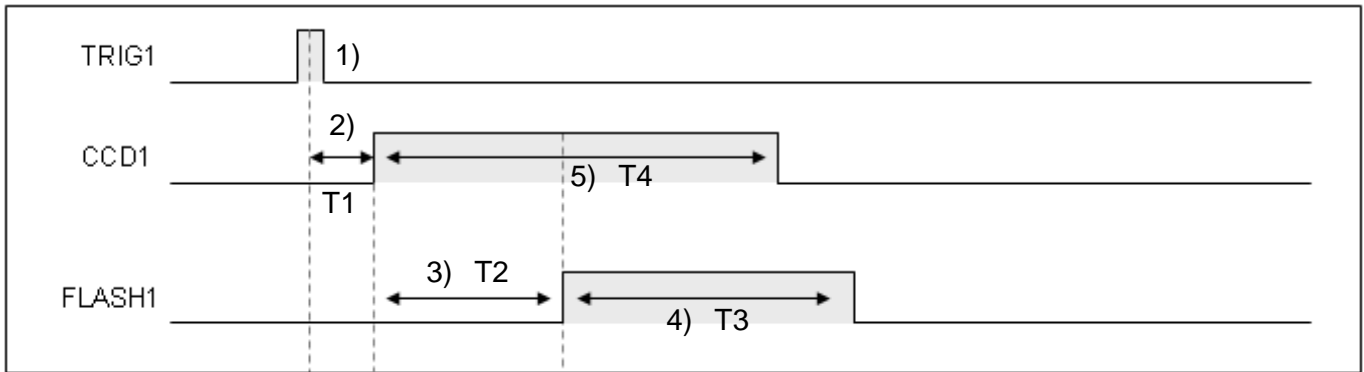 TRIG1
1)
2)
CCD1
5) T4
T1
3) T2
FLASH1
4) T3